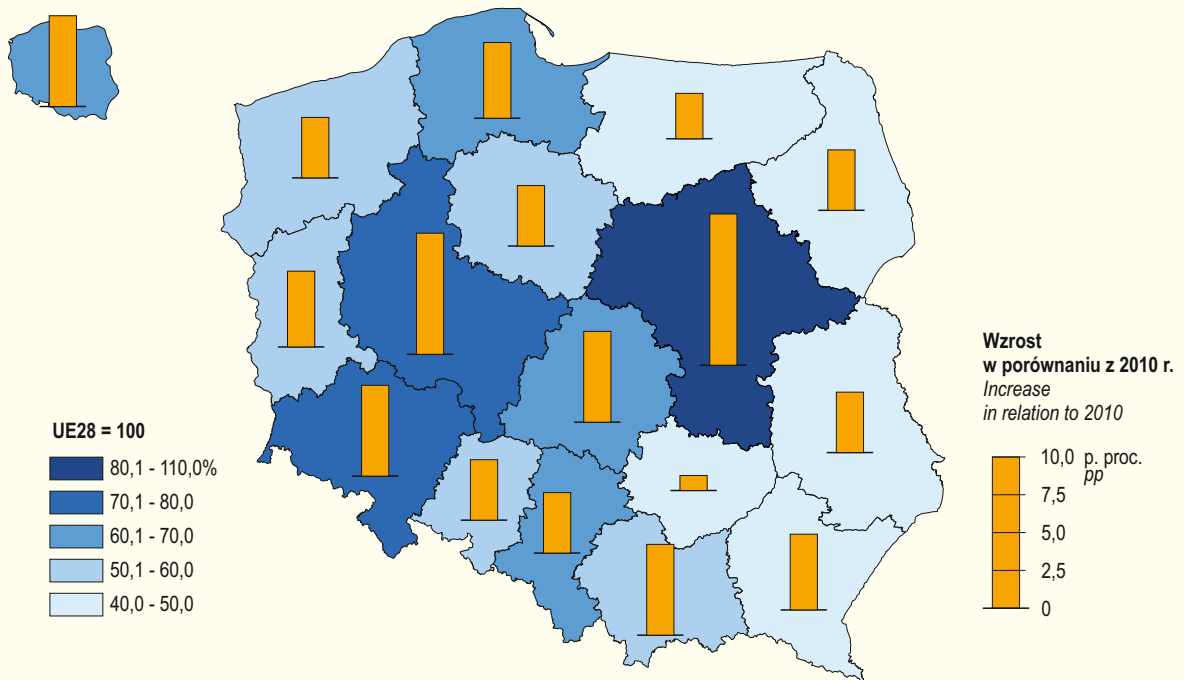 UE28 = 100
80,1 - 110,0%
70,1 - 80,0
60,1 - 70,0
50,1 - 60,0
40,0 - 50,0
Wzrost
w porównaniu z 2010 r.
Increase
in relation to 2010
10,0 p. proc.
pp
7,5
5,0
2,5
0